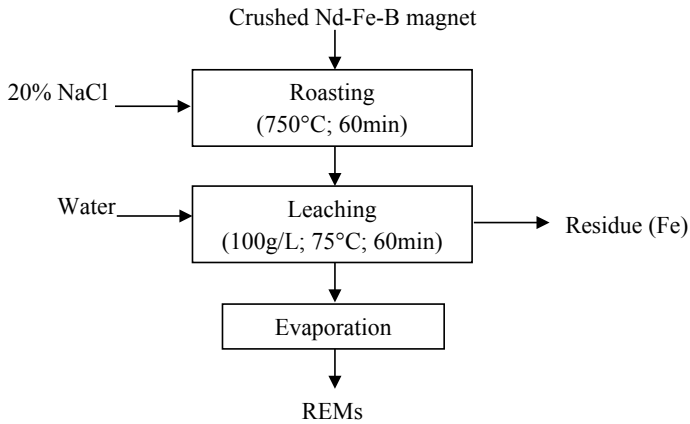 Crushed Nd-Fe-B magnet
20% NaCl
Roasting
(750°C; 60min)
Water
Leaching
(100g/L; 75°C; 60min)
Residue (Fe)
Evaporation
REMs